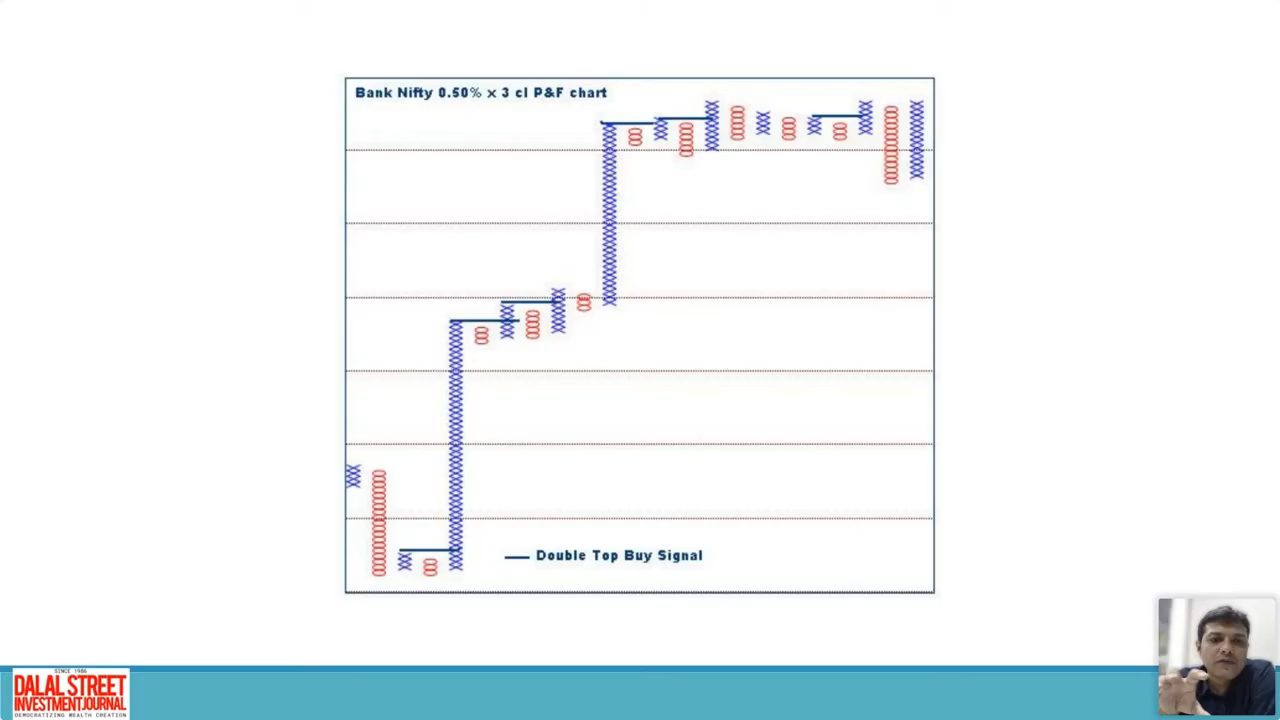 Bank Nifty 0.50% x 3 cl P&F chart
Double Top Buy Signal
SINCE 1986
DALAL STREET
INVESTMENT JOURNAL
DEMOCRATIZING WEALTH CREATION